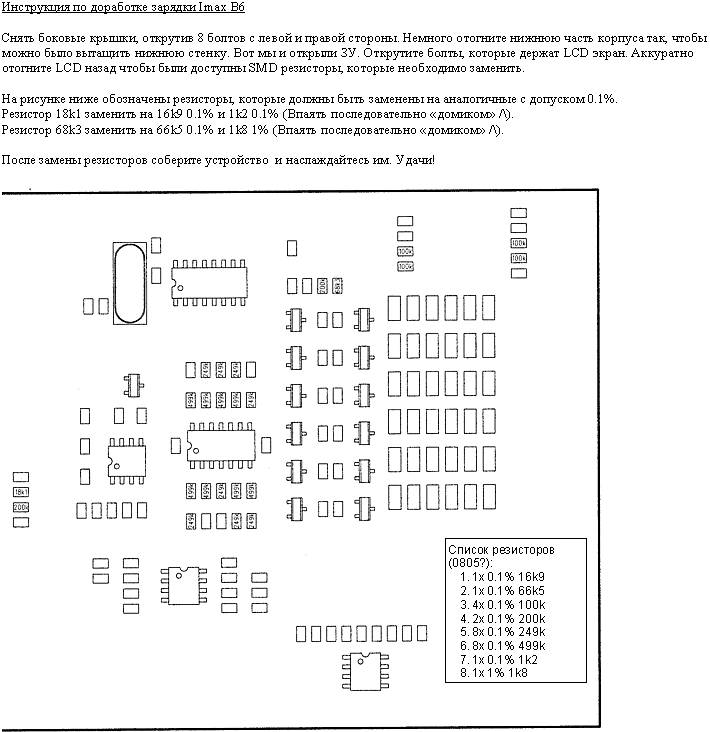 Инструкция по доработке зарядки Imax B6
Снять боковые крышки, открутив 8 болтов с левой и правой стороны. Немного отогните нижнюю часть корпуса так, чтобы
можно было вытащить нижнюю стенку. Вот мы и открыли ЗУ. Открутите болты, которые держат LCD экран. Аккуратно
отогните LCD назад чтобы были доступны SMD резисторы, которые необходимо заменить.
На рисунке ниже обозначены резисторы, которые должны быть заменены на аналогичные с допуском 0.1%.
Резистор 18k1 заменить на 16k9 0.1% и 1k2 0.1% (Впаять последовательно «домиком» /\).
Резистор 68k3 заменить на 66k5 0.1% и 1k8 1% (Впаять последовательно «домиком» /\).
После замены резисторов соберите устройство и наслаждайтесь им. Удачи!
100k
100k
100k
100k
200k 68k3
249k 249k 249k
499k 499k 499k 499k
18k1
200k
499k 499k 249k 499k 499k
249k 249k 249k
Список резисторов
(0805?):
1. 1x 0.1% 16k9
2. 1x 0.1% 66k5
3. 4x 0.1% 100k
4. 2x 0.1% 200k
5. 8x 0.1% 249k
6. 8x 0.1% 499k
7. 1x 0.1% 1k2
8. 1x 1% 1k8